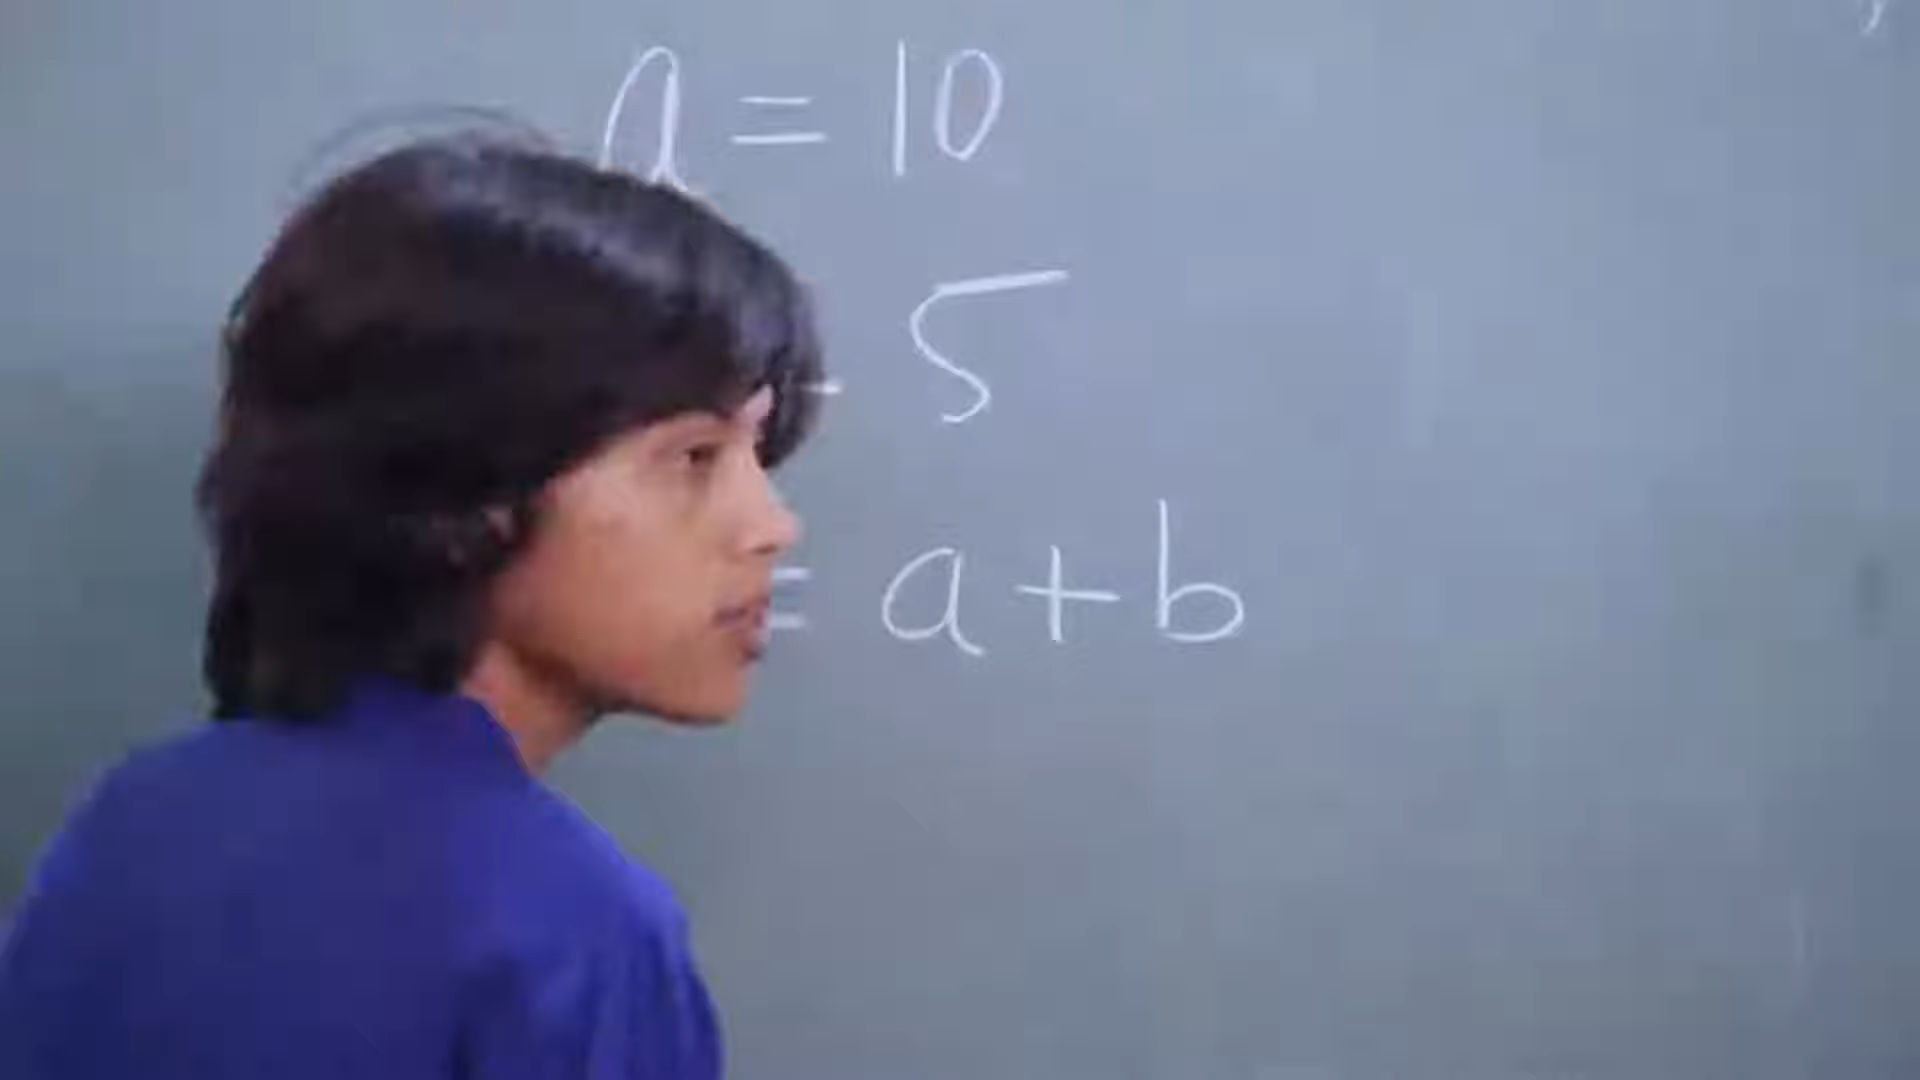 a = 10
5
= a + b